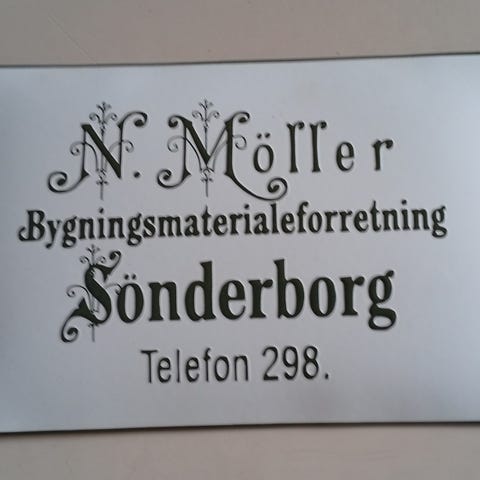 N. Möller
Bygningsmaterialeforretning
Sönderborg
Telefon 298.